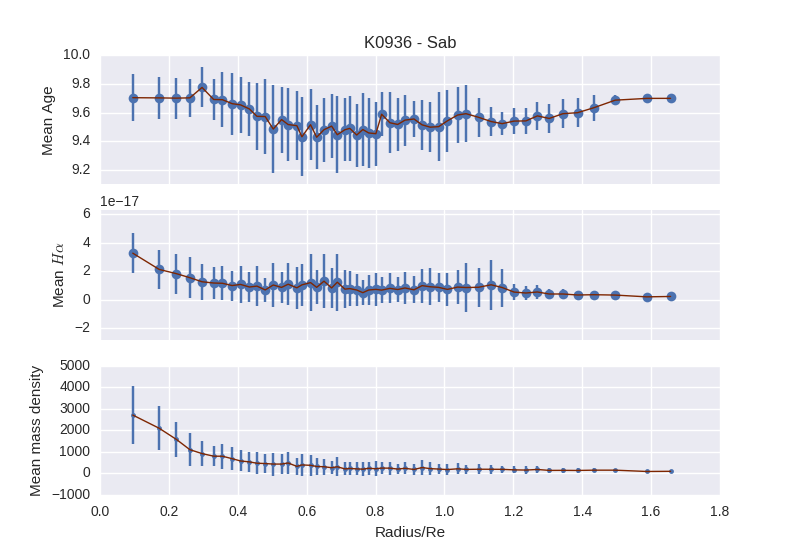 K0936 - Sab
10.0
9.8
9.6
9.4
9.2
Mean Age
1e−17
6
4
2
0
−2
Mean Hα
5000
4000
3000
2000
1000
0
−1000
Mean mass density
0.0 0.2 0.4 0.6 0.8 1.0 1.2 1.4 1.6 1.8
Radius/Re